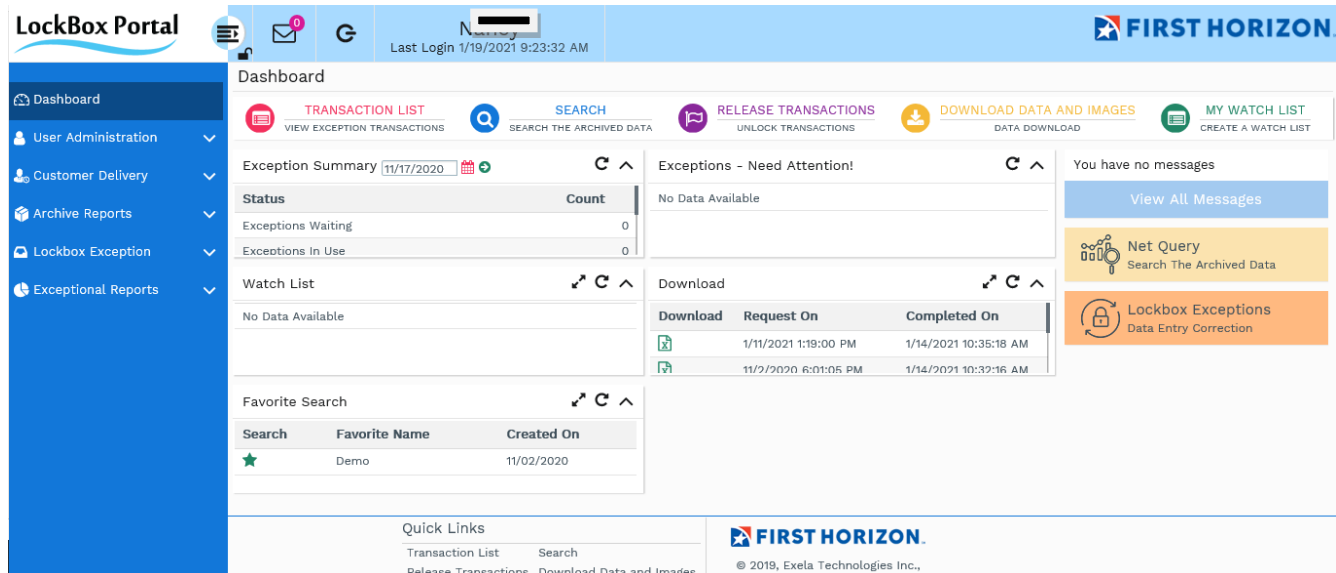 LockBox Portal
0
Last Login 1/19/2021 9:23:32 AM
FIRST HORIZON.
Dashboard
User Administration
Customer Delivery
Archive Reports
Lockbox Exception
Exceptional Reports
Dashboard
TRANSACTION LIST
VIEW EXCEPTION TRANSACTIONS
SEARCH
SEARCH THE ARCHIVED DATA
RELEASE TRANSACTIONS
UNLOCK TRANSACTIONS
DOWNLOAD DATA AND IMAGES
DATA DOWNLOAD
MY WATCH LIST
CREATE A WATCH LIST
Exception Summary 11/17/2020
Status Count
Exceptions Waiting 0
Exceptions In Use 0
Exceptions - Need Attention!
No Data Available
You have no messages
View All Messages
Net Query
Search The Archived Data
Lockbox Exceptions
Data Entry Correction
Watch List
No Data Available
Download
Download Request On Completed On
1/11/2021 1:19:00 PM 1/14/2021 10:35:18 AM
11/2/2020 6:01:05 PM 1/14/2021 10:32:16 AM
Favorite Search
Search Favorite Name Created On
Demo 11/02/2020
Quick Links
Transaction List Search
Release Transactions Download Data and Images
FIRST HORIZON.
© 2019, Exela Technologies Inc.,